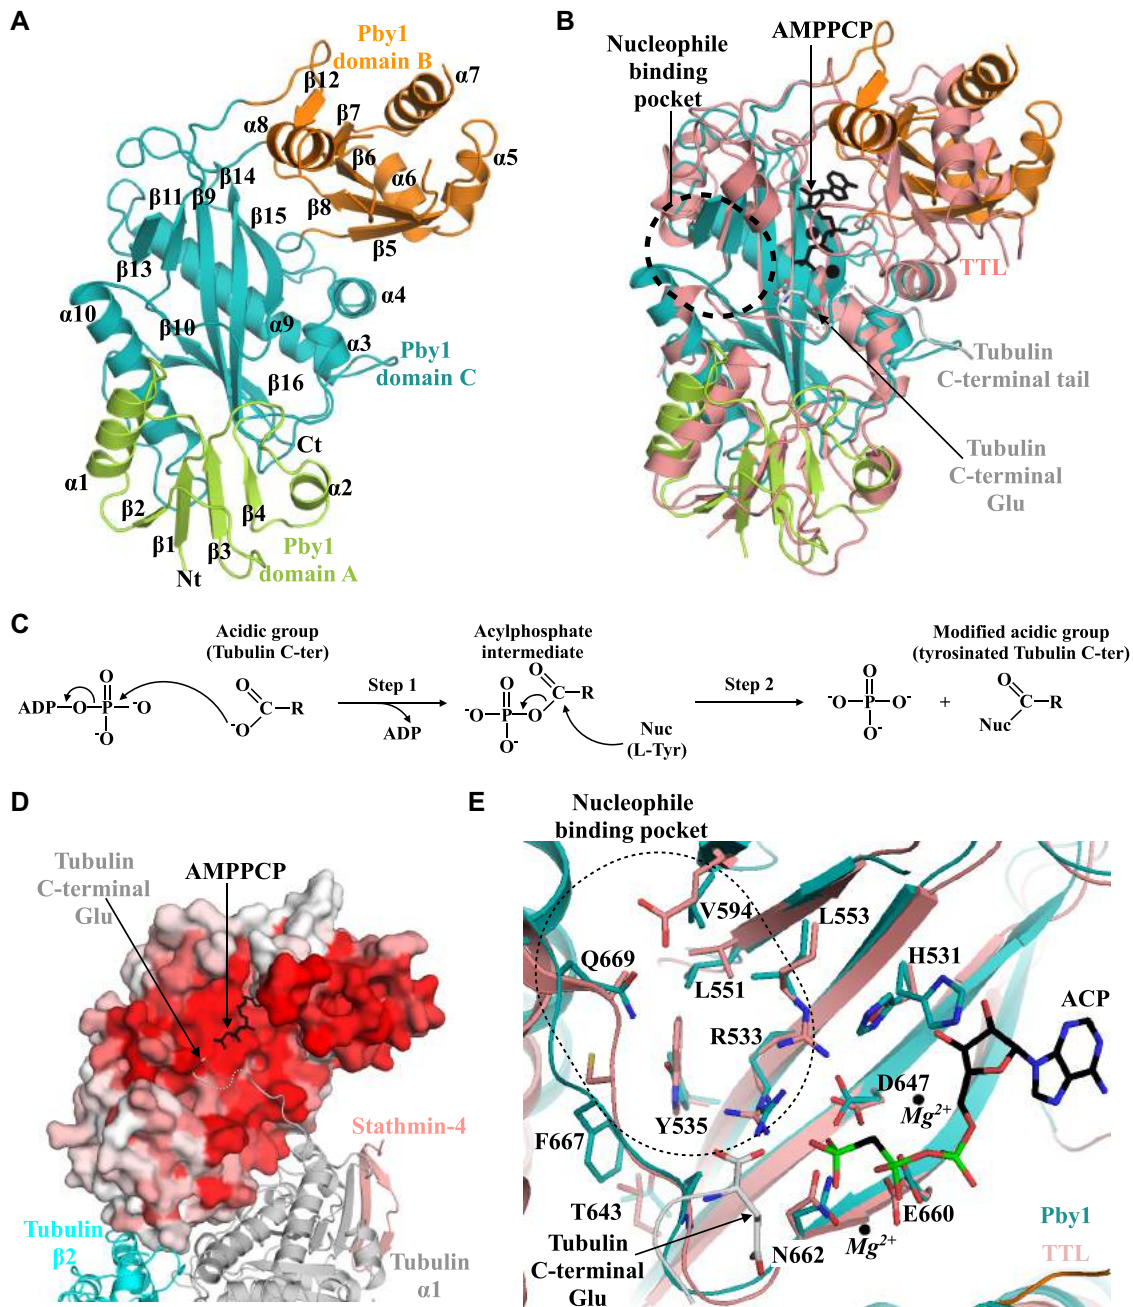 A
Pby1
domain B
β12
α7
β7
α8
β6
α5
α6
β14
β11
β9
β8
β15
β5
β13
α4
α10
β10
α9
α3
Pby1
domain C
β16
Ct
α1
α2
β2
β4
β1
β3
Pby1
domain A
Nt
B
AMPPCP
Nucleophile
binding
pocket
TTL
Tubulin
C-terminal tail
Tubulin
C-terminal
Glu
C
Acidic group
(Tubulin C-ter)
Acylphosphate
intermediate
Modified acidic group
(tyrosinated Tubulin C-ter)
O
ADP—O—P—O⁻
⁻O
O
C—R
⁻O
Step 1
ADP
O
C—R
O
⁻O—P—O
O⁻
Nuc
(L-Tyr)
Step 2
O
⁻O—P—O⁻
O⁻
+
O
C—R
Nuc
D
AMPPCP
Tubulin
C-terminal
Glu
Stathmin-4
Tubulin
β2
Tubulin
α1
E
Nucleophile
binding pocket
V594
L553
Q669
L551
H531
ACP
R533
D647
Mg²⁺
Y535
F667
T643
E660
Pby1
Tubulin
C-terminal
Glu
N662
Mg²⁺
TTL